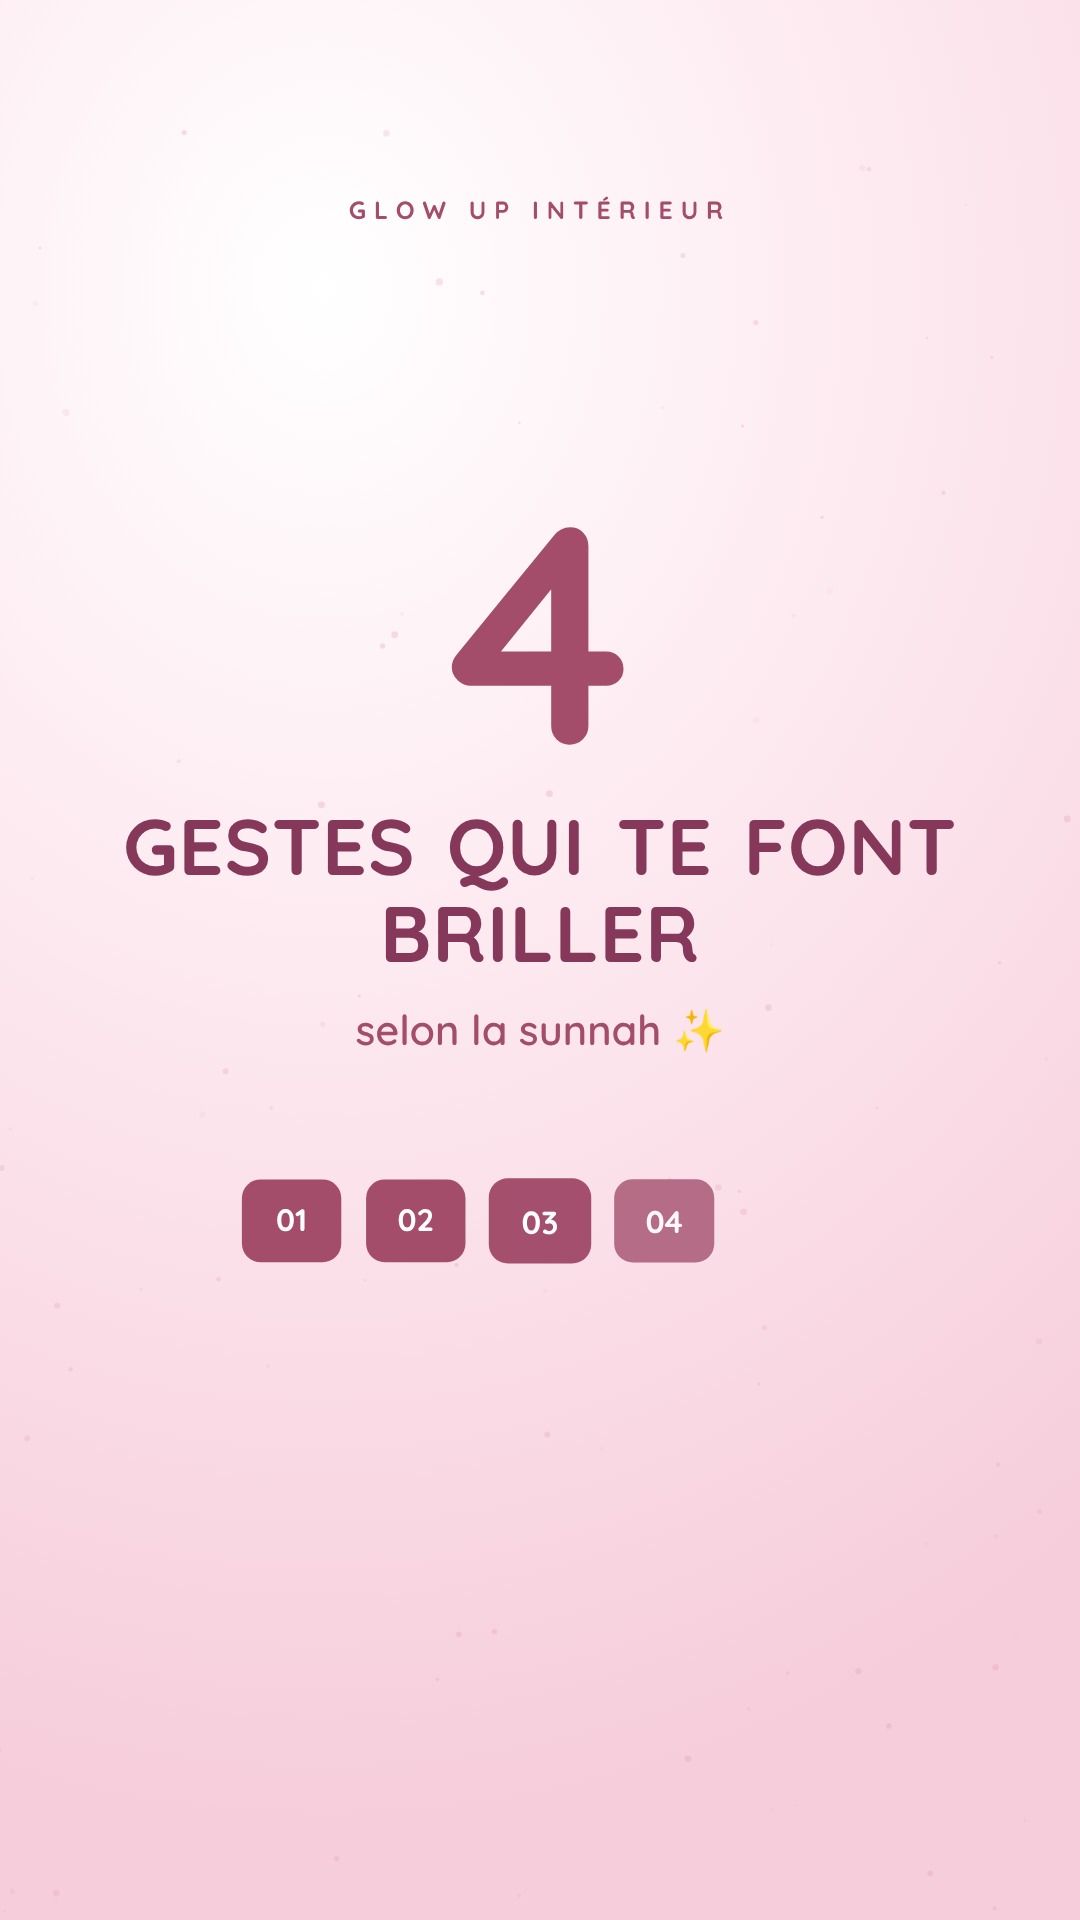 GLOW UP INTÉRIEUR
4
GESTES QUI TE FONT
BRILLER
selon la sunnah ✨
01 02 03 04